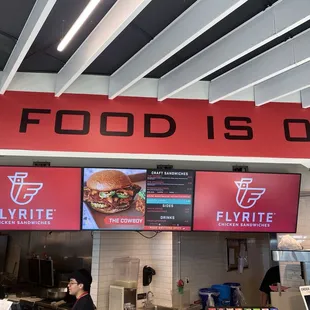 FOOD IS O
FLYRITE
CHICKEN SANDWICHES
THE COWBOY
CRAFT SANDWICHES
SIDES
DRINKS
FLYRITE
CHICKEN SANDWICHES